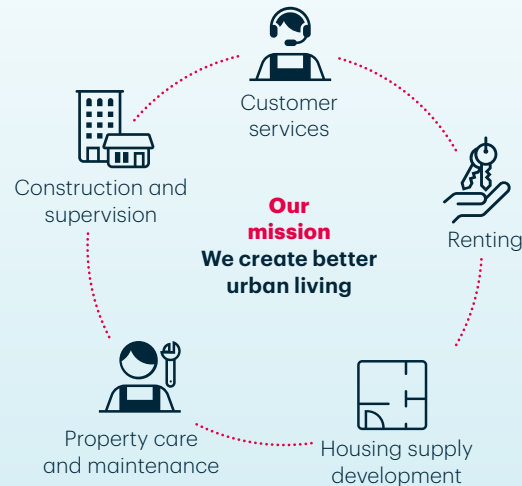 Customer
services
Construction and
supervision
Our
mission
We create better
urban living
Renting
Property care
and maintenance
Housing supply
development